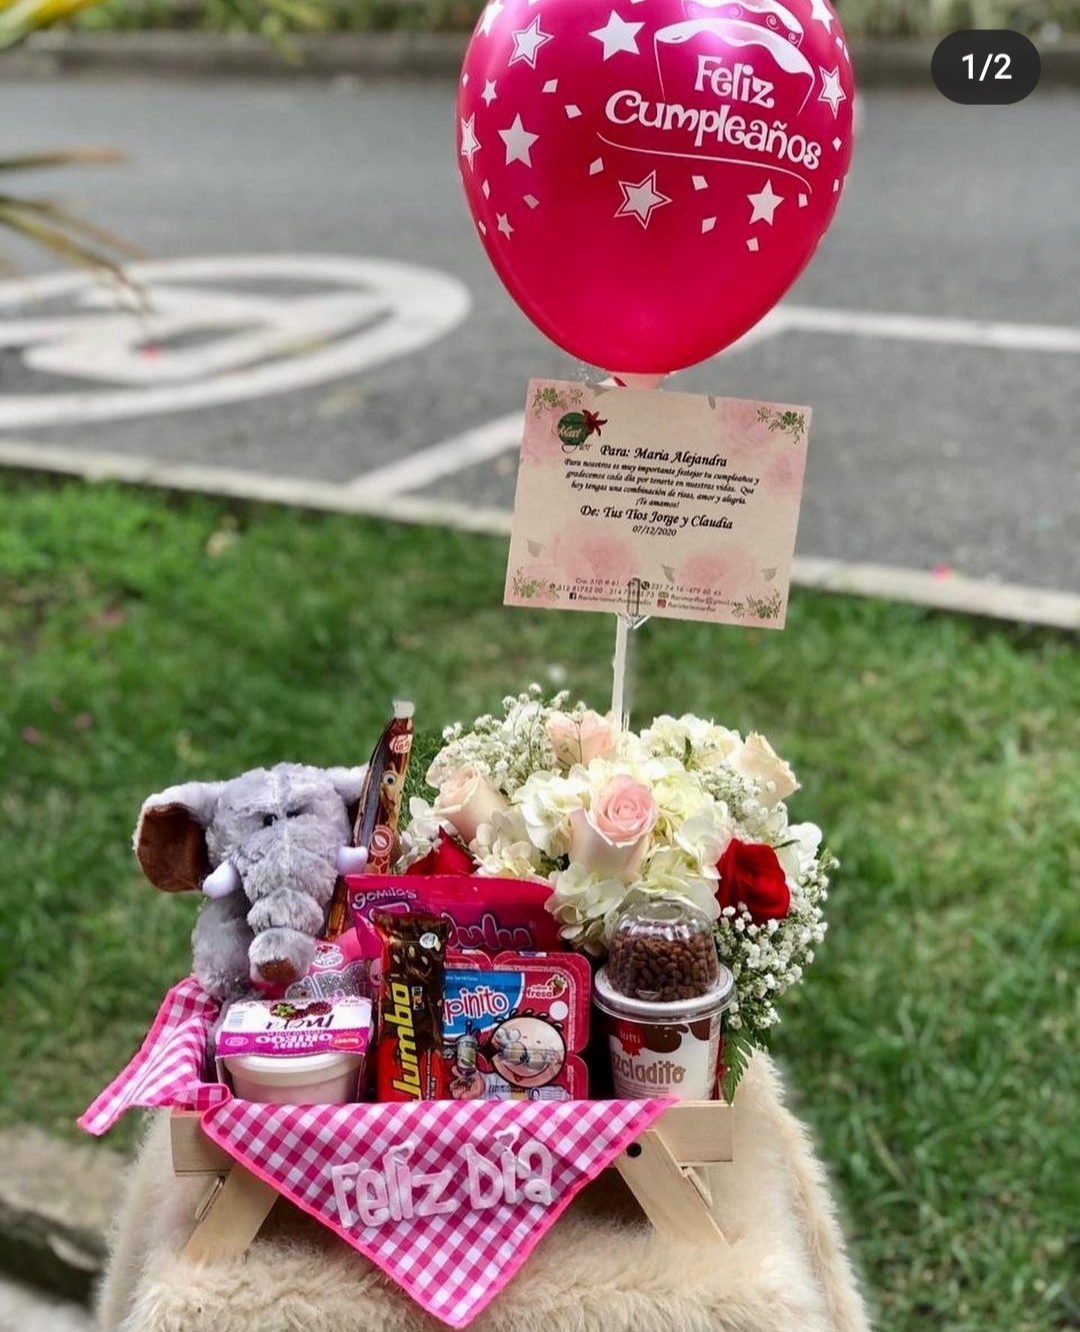 1/2
Feliz
Cumpleaños
Para: Maria Alejandra
Para nosotros es muy importante festejar tu cumpleaños y
gradecemos cada día por tenerte en nuestras vidas. Que
hoy tengas una combinación de risas, amor y alegría.
¡Te amamos!
De: Tus Tíos Jorge y Claudia
07/12/2020
gomitas
Jumbo
pinito
fresa
ezcladito
Feliz Día